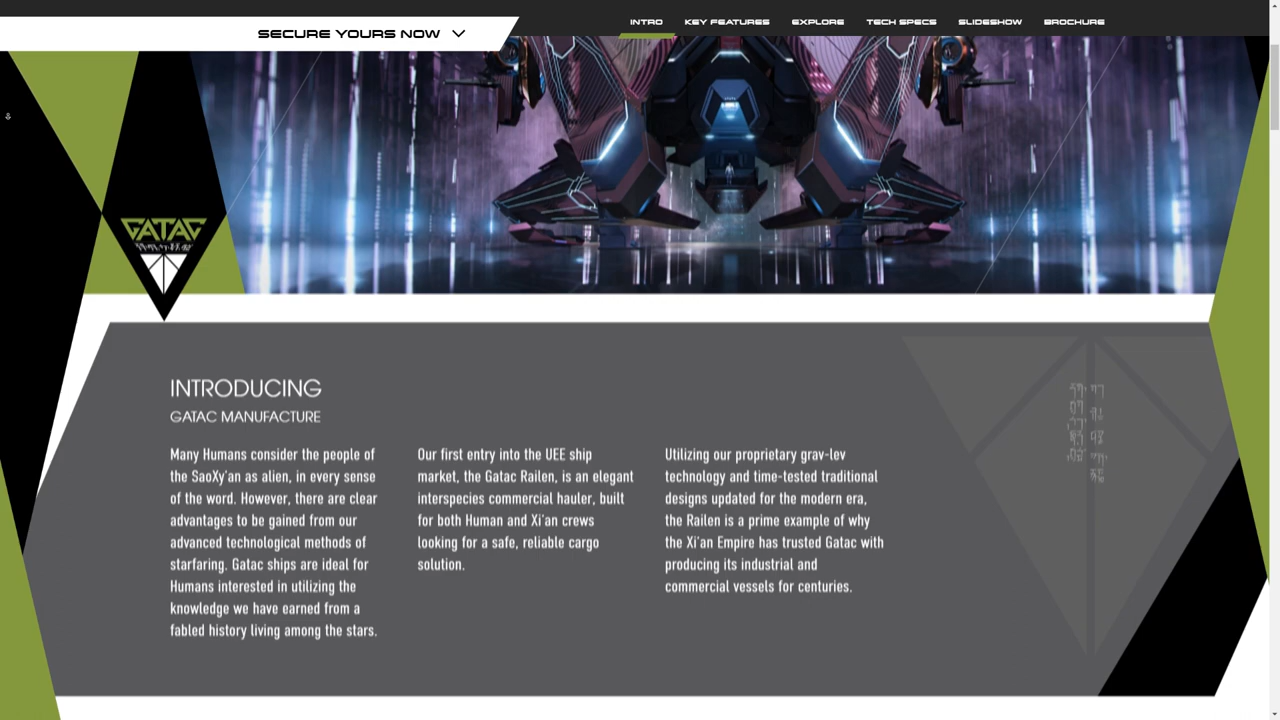 SECURE YOURS NOW
INTRO KEY FEATURES EXPLORE TECH SPECS SLIDESHOW BROCHURE
GATAC
INTRODUCING
GATAC MANUFACTURE
Many Humans consider the people of
the SaoXy'an as alien, in every sense
of the word. However, there are clear
advantages to be gained from our
advanced technological methods of
starfaring. Gatac ships are ideal for
Humans interested in utilizing the
knowledge we have earned from a
fabled history living among the stars.
Our first entry into the UEE ship
market, the Gatac Railen, is an elegant
interspecies commercial hauler, built
for both Human and Xi'an crews
looking for a safe, reliable cargo
solution.
Utilizing our proprietary grav-lev
technology and time-tested traditional
designs updated for the modern era,
the Railen is a prime example of why
the Xi'an Empire has trusted Gatac with
producing its industrial and
commercial vessels for centuries.